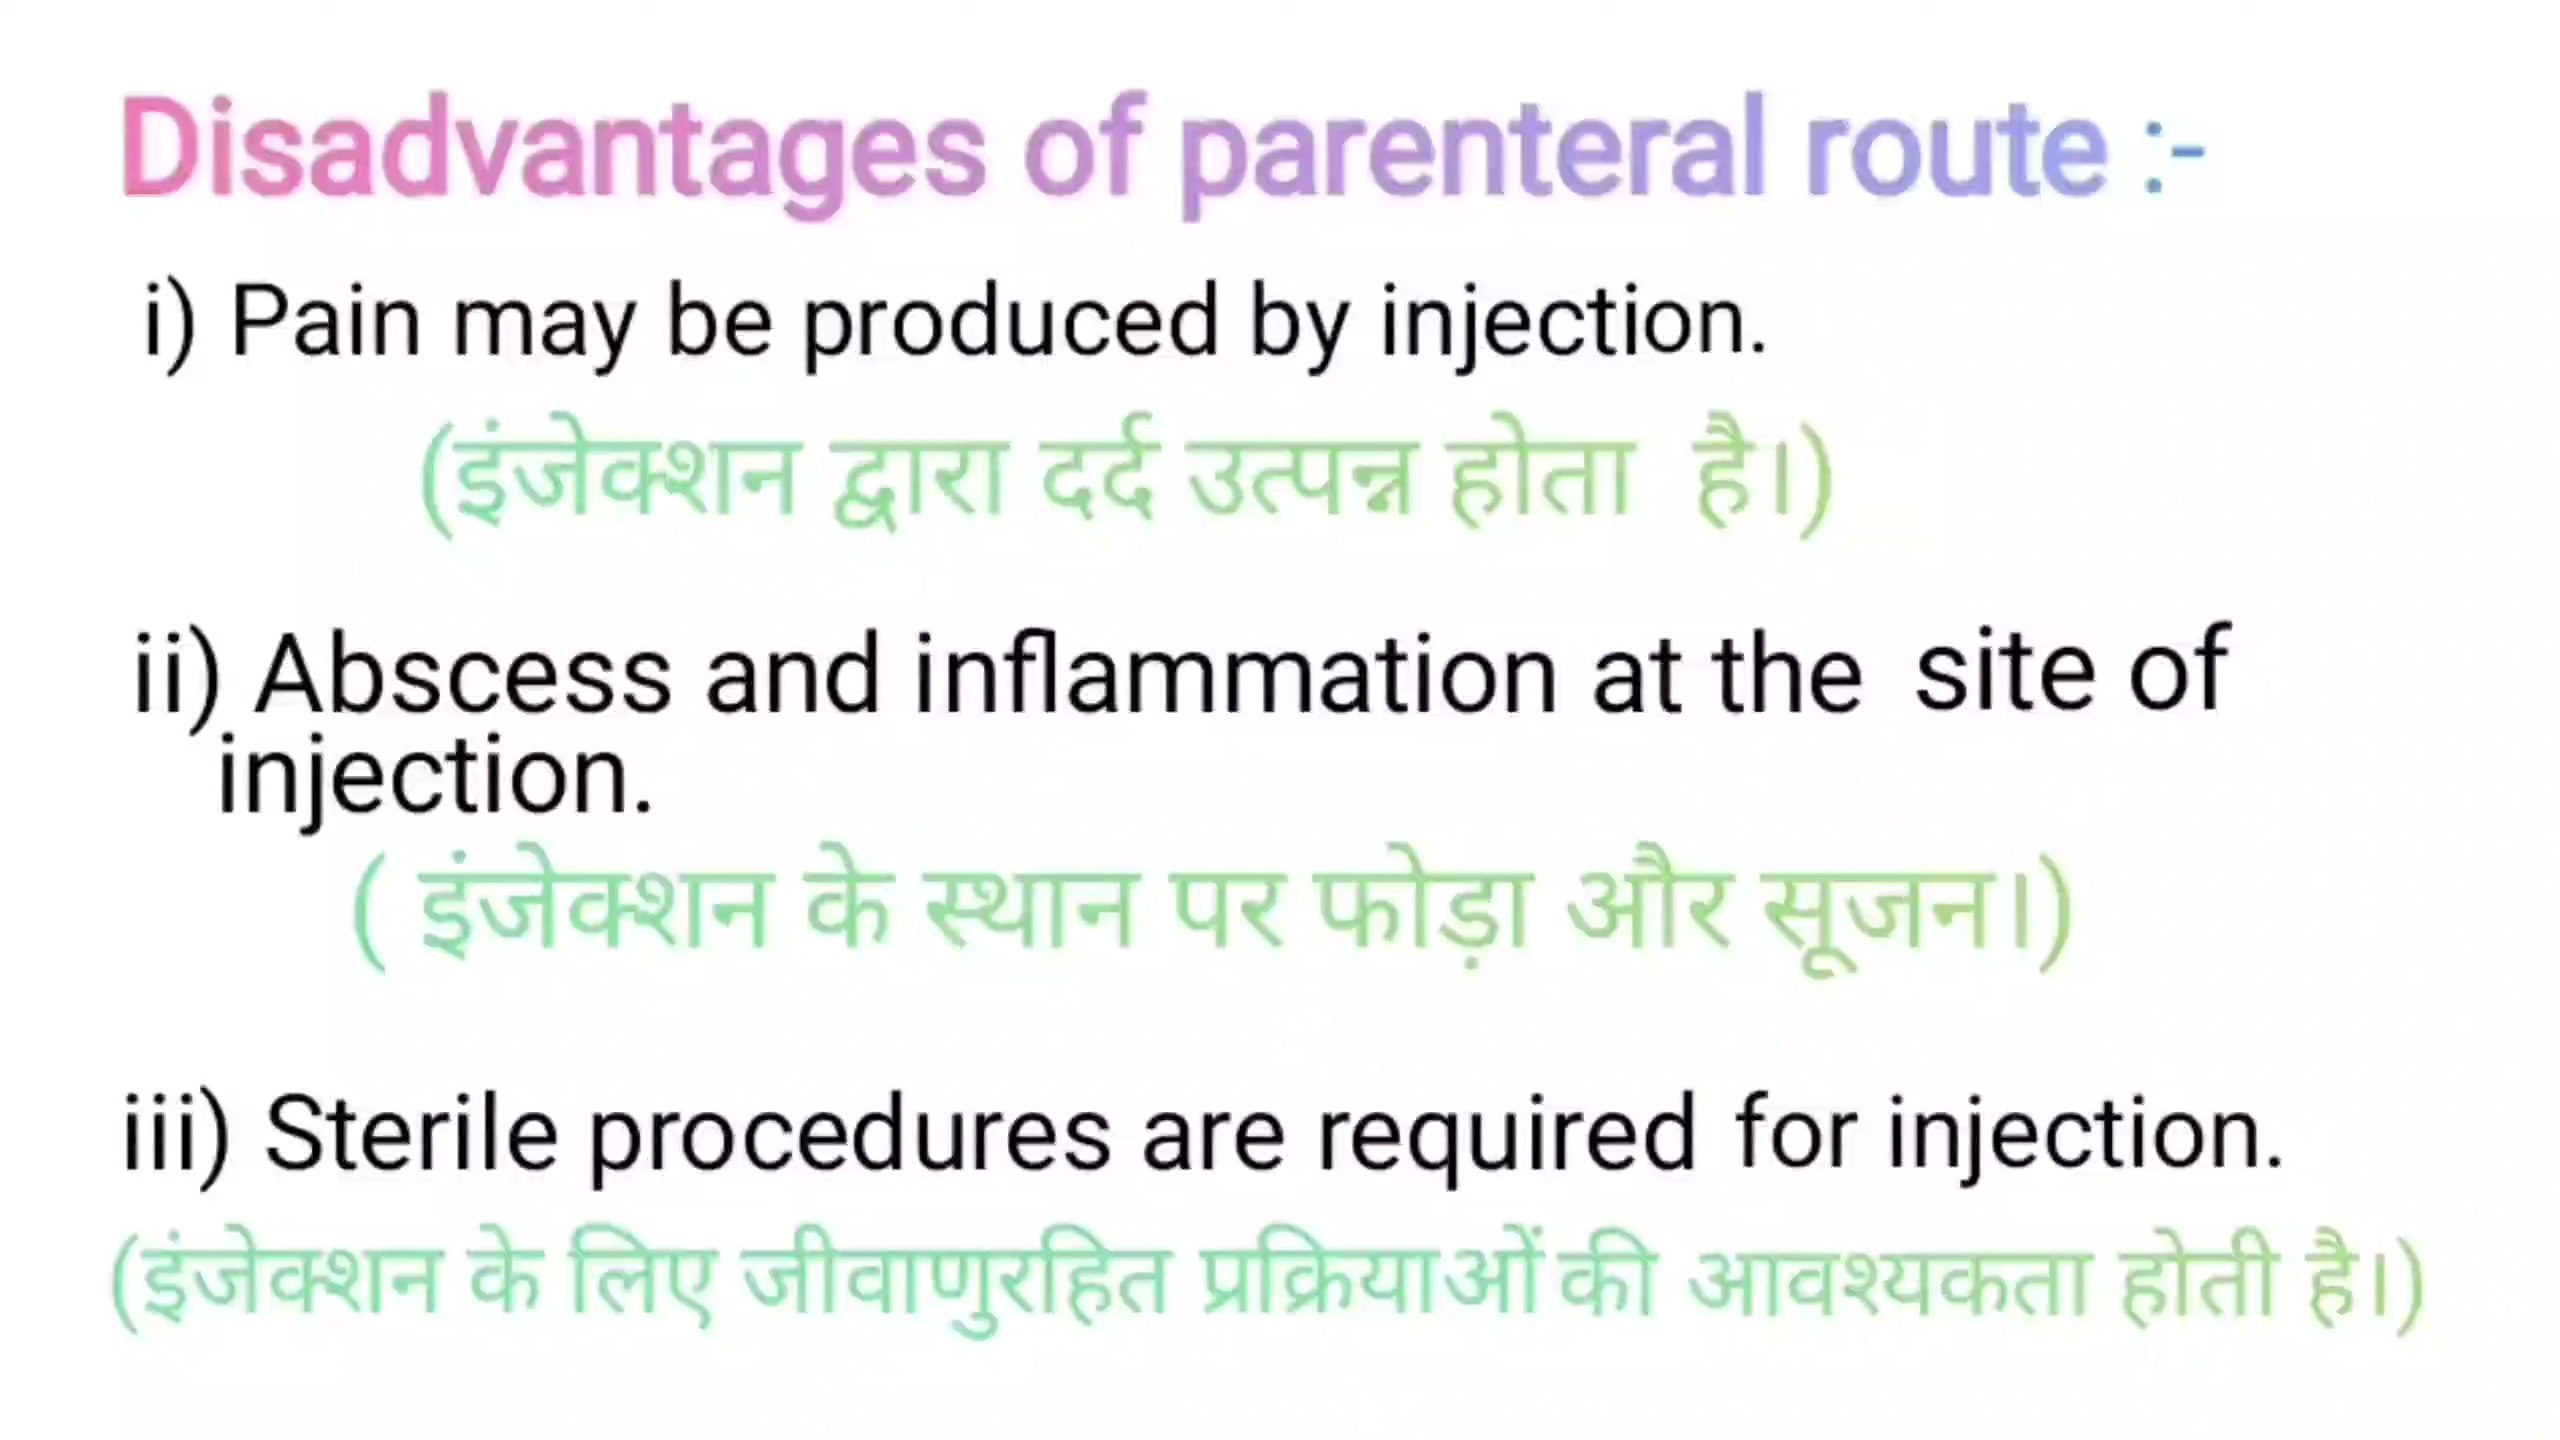 Disadvantages of parenteral route :-
i) Pain may be produced by injection.
(इंजेक्शन द्वारा दर्द उत्पन्न होता है।)
ii) Abscess and inflammation at the site of
injection.
( इंजेक्शन के स्थान पर फोड़ा और सूजन।)
iii) Sterile procedures are required for injection.
(इंजेक्शन के लिए जीवाणुरहित प्रक्रियाओं की आवश्यकता होती है।)